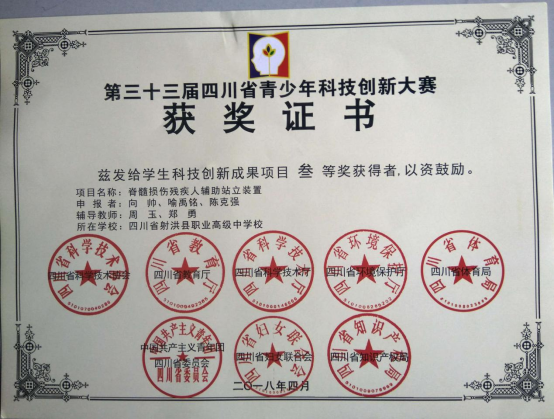 第三十三届四川省青少年科技创新大赛
获奖证书
兹发给学生科技创新成果项目 叁 等奖获得者,以资鼓励。
项目名称：脊髓损伤残疾人辅助站立装置
申报者：向 帅、喻禹铭、陈克强
辅导教师：周 玉、郑 勇
所在学校：四川省射洪县职业高级中学校
四川省科学技术协会 四川省教育厅 四川省科学技术厅 四川省环境保护厅 四川省体育局
中国共产主义青年团 四川省妇女联合会 四川省知识产权局
四川省委员会
二〇一八年四月